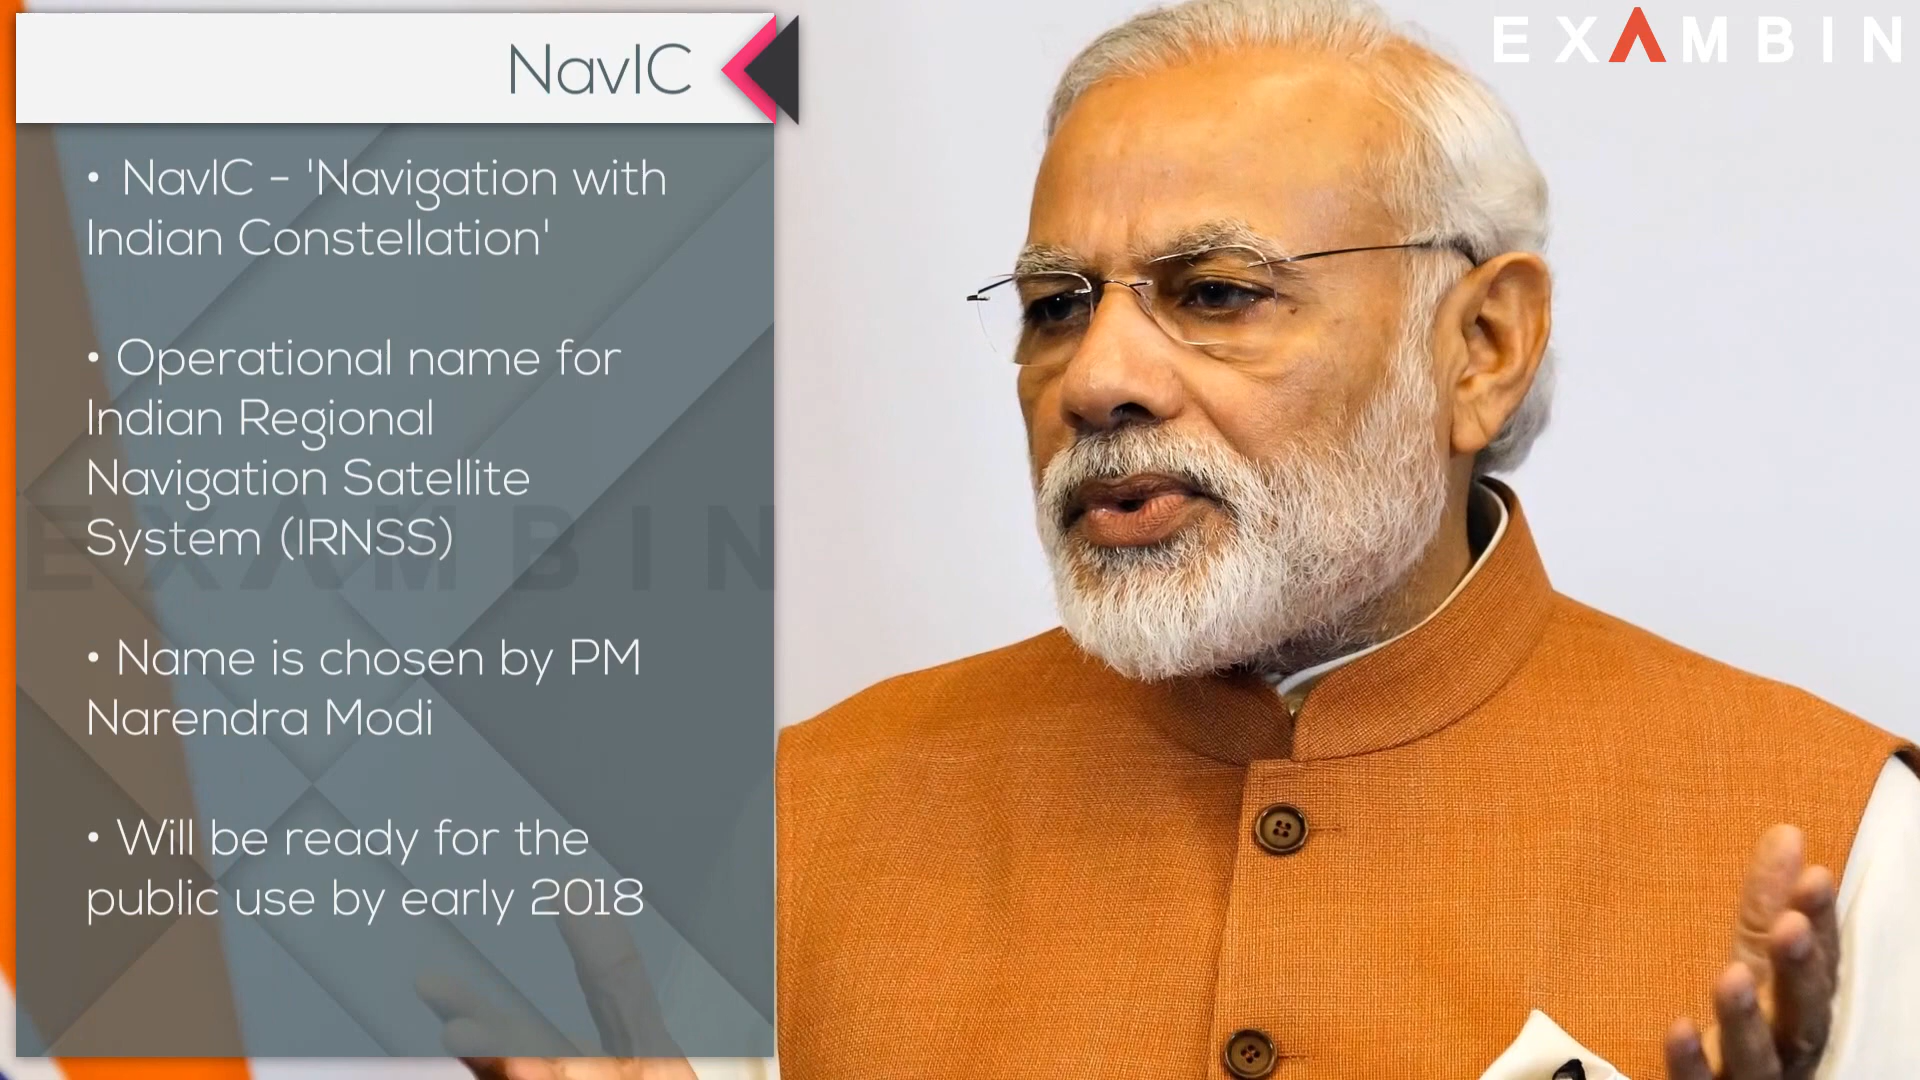 EXAMBIN
NavIC
• NavIC - 'Navigation with
Indian Constellation'
• Operational name for
Indian Regional
Navigation Satellite
System (IRNSS)
• Name is chosen by PM
Narendra Modi
• Will be ready for the
public use by early 2018
EXAMBIN